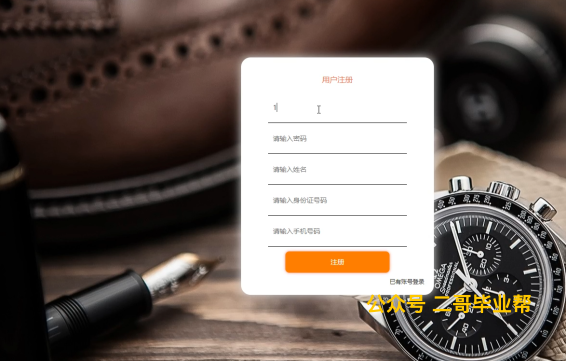 用户注册
1
请输入密码
请输入姓名
请输入身份证号码
请输入手机号码
注册
已有账号登录
公众号 二哥毕业帮
OMEGA